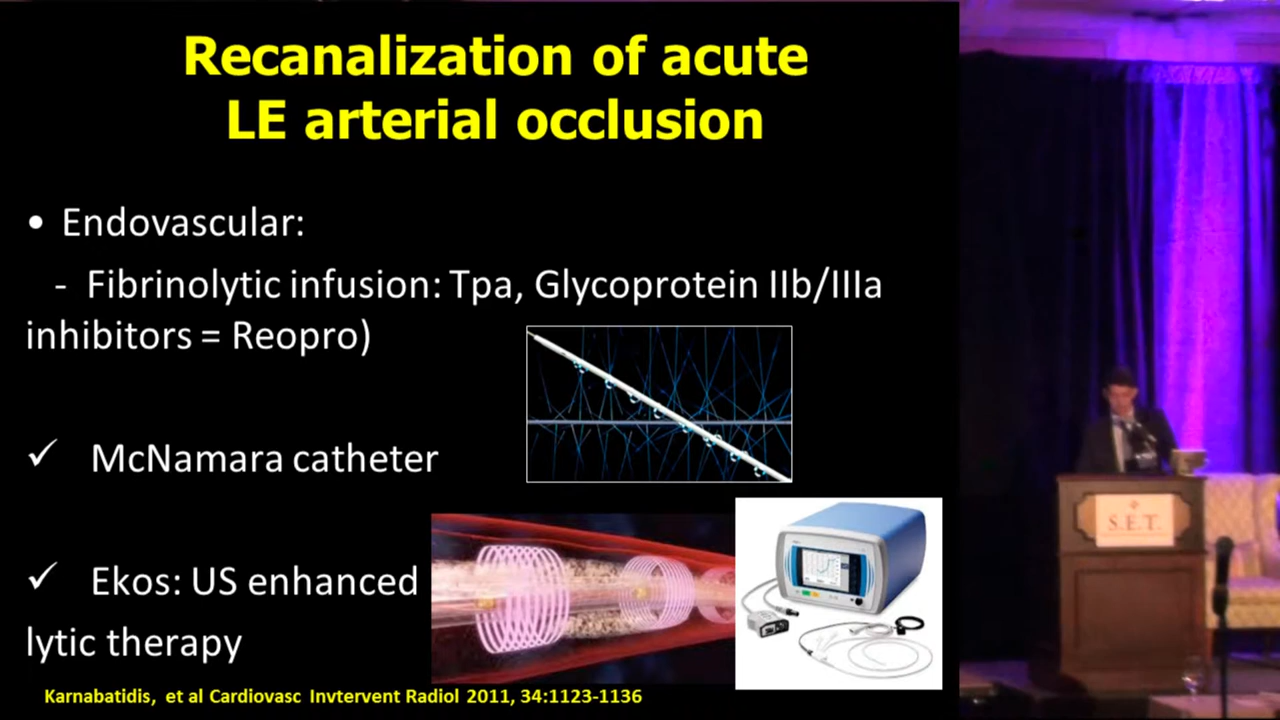 Recanalization of acute
LE arterial occlusion
• Endovascular:
- Fibrinolytic infusion: Tpa, Glycoprotein IIb/IIIa
inhibitors = Reopro)
✓ McNamara catheter
✓ Ekos: US enhanced
lytic therapy
Karnabatidis, et al Cardiovasc Invtervent Radiol 2011, 34:1123-1136
S.E.T.